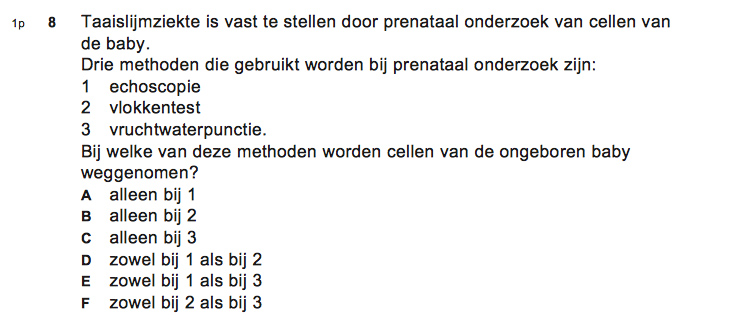 1p 8 Taaislijmziekte is vast te stellen door prenataal onderzoek van cellen van
de baby.
Drie methoden die gebruikt worden bij prenataal onderzoek zijn:
1 echoscopie
2 vlokkentest
3 vruchtwaterpunctie.
Bij welke van deze methoden worden cellen van de ongeboren baby
weggenomen?
A alleen bij 1
B alleen bij 2
C alleen bij 3
D zowel bij 1 als bij 2
E zowel bij 1 als bij 3
F zowel bij 2 als bij 3